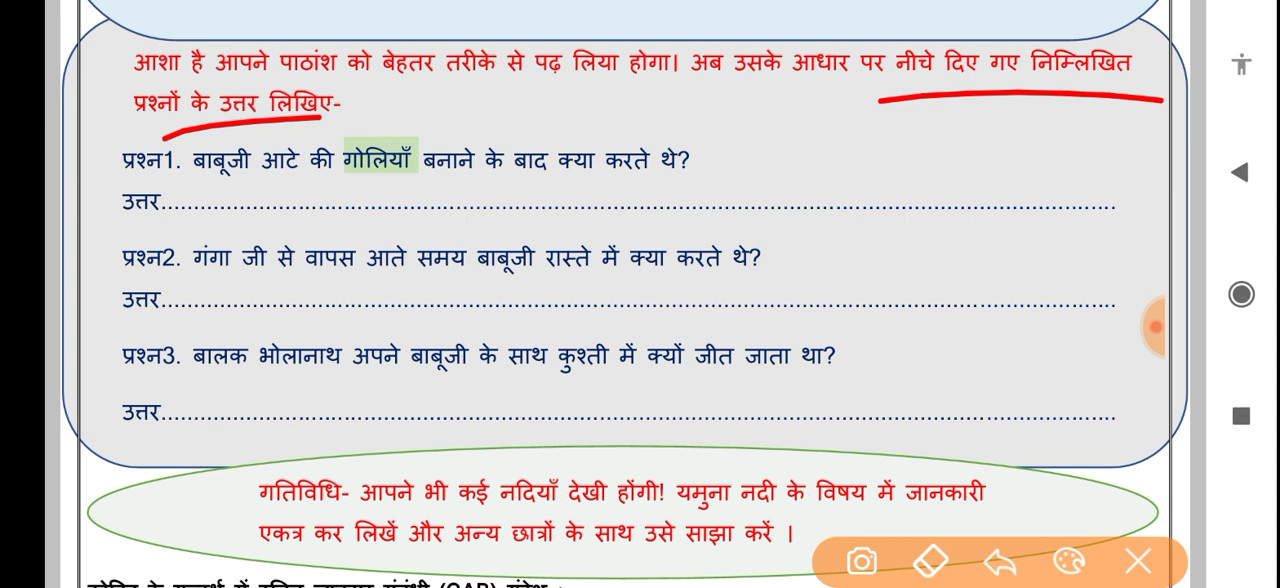 आशा है आपने पाठांश को बेहतर तरीके से पढ़ लिया होगा। अब उसके आधार पर नीचे दिए गए निम्लिखित
प्रश्नों के उत्तर लिखिए-
प्रश्न1. बाबूजी आटे की गोलियाँ बनाने के बाद क्या करते थे?
उत्तर........................................................................................................................
प्रश्न2. गंगा जी से वापस आते समय बाबूजी रास्ते में क्या करते थे?
उत्तर........................................................................................................................
प्रश्न3. बालक भोलानाथ अपने बाबूजी के साथ कुश्ती में क्यों जीत जाता था?
उत्तर........................................................................................................................
गतिविधि- आपने भी कई नदियाँ देखी होंगी! यमुना नदी के विषय में जानकारी
एकत्र कर लिखें और अन्य छात्रों के साथ उसे साझा करें ।